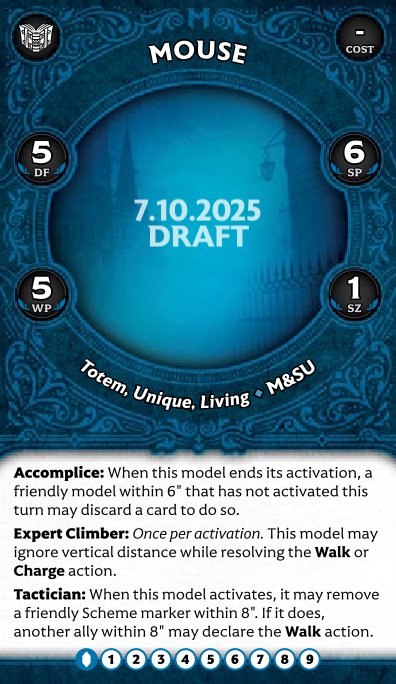 MOUSE
-
COST
5
DF
6
SP
7.10.2025
DRAFT
5
WP
1
SZ
Totem, Unique, Living ⬥ M&SU
Accomplice: When this model ends its activation, a
friendly model within 6" that has not activated this
turn may discard a card to do so.
Expert Climber: Once per activation. This model may
ignore vertical distance while resolving the Walk or
Charge action.
Tactician: When this model activates, it may remove
a friendly Scheme marker within 8". If it does,
another ally within 8" may declare the Walk action.
1 2 3 4 5 6 7 8 9